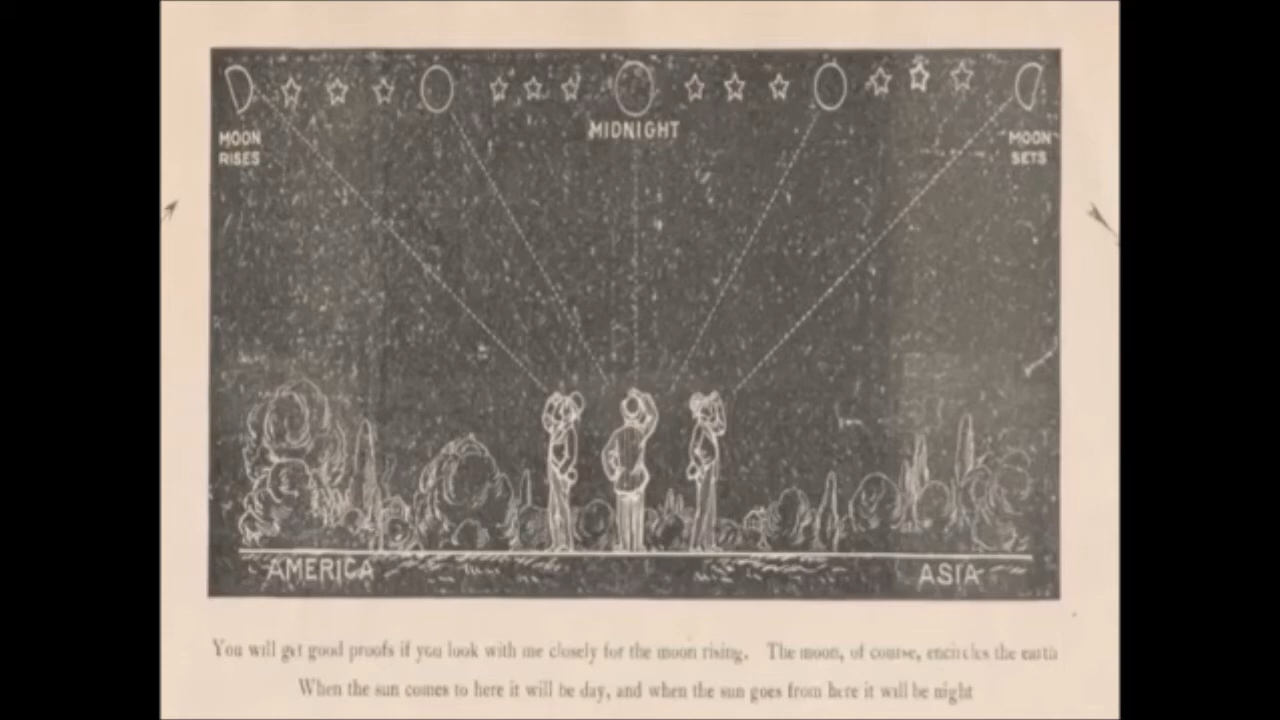 MOON RISES
MIDNIGHT
MOON SETS
AMERICA
ASIA
You will get good proofs if you look with me closely for the moon rising. The moon, of course, encircles the earth
When the sun comes to here it will be day, and when the sun goes from here it will be night